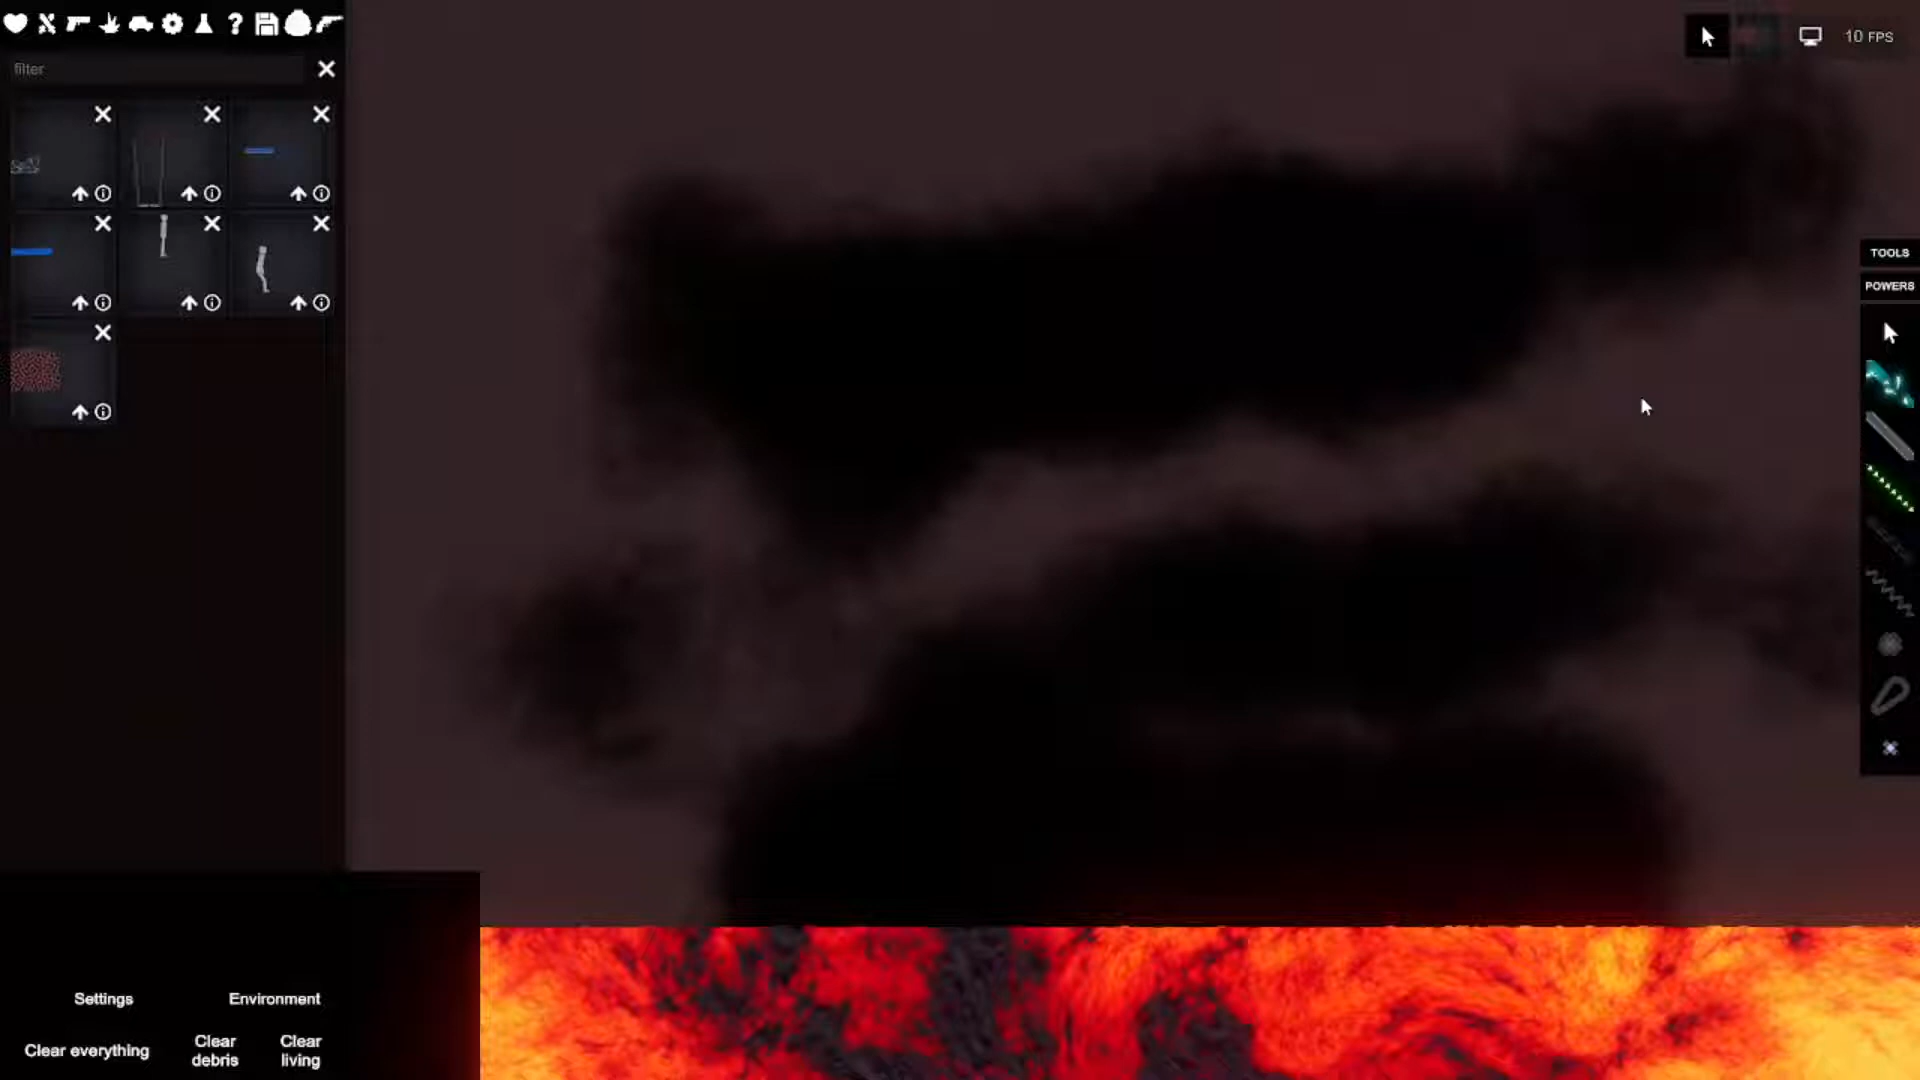 filter
10 FPS
TOOLS
POWERS
Settings
Environment
Clear everything
Clear
debris
Clear
living